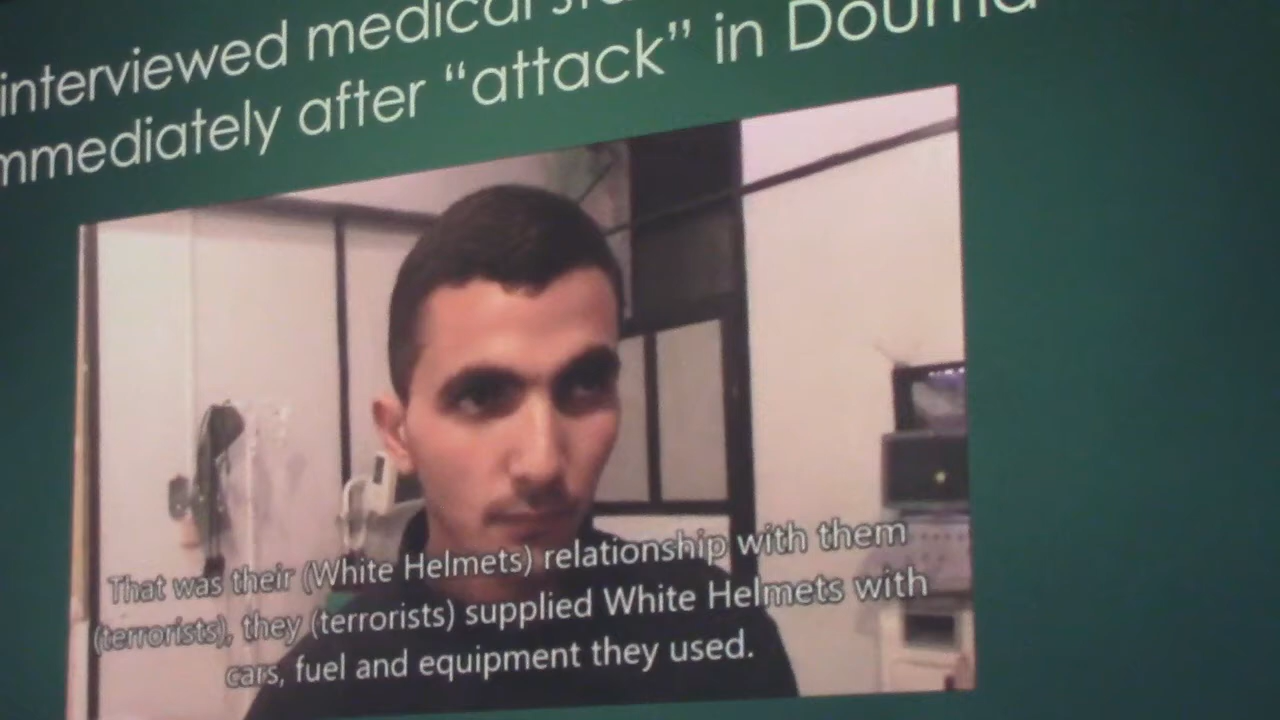 interviewed medical
mmediately after “attack” in Douma
That was their (White Helmets) relationship with them
(terrorists), they (terrorists) supplied White Helmets with
cars, fuel and equipment they used.